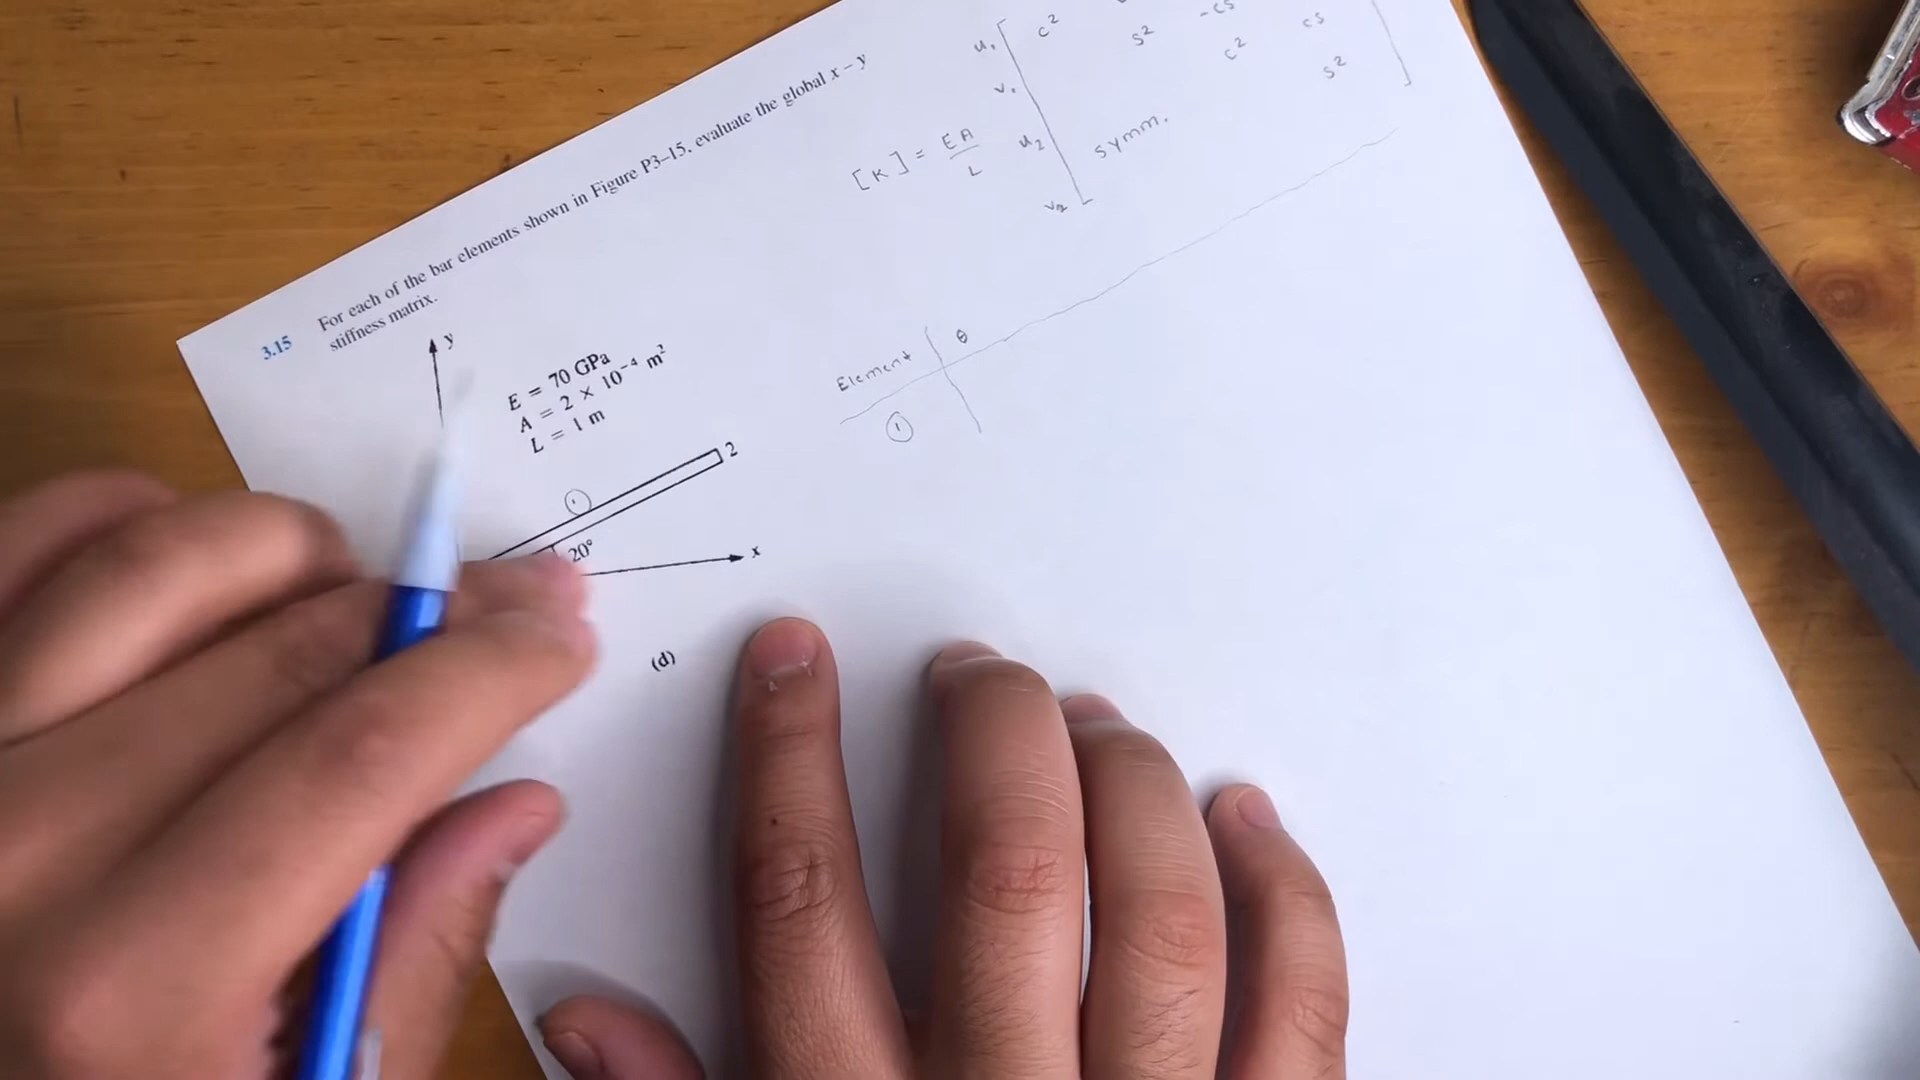 3.15 For each of the bar elements shown in Figure P3–15, evaluate the global x – y
stiffness matrix.
y
E = 70 GPa
A = 2 × 10⁻⁴ m²
L = 1 m
①
2
20°
x
(d)
[K] = EA/L
u₁ c² -cs
v₁ s² cs
u₂ c²
v₂ s²
symm.
Element θ
①